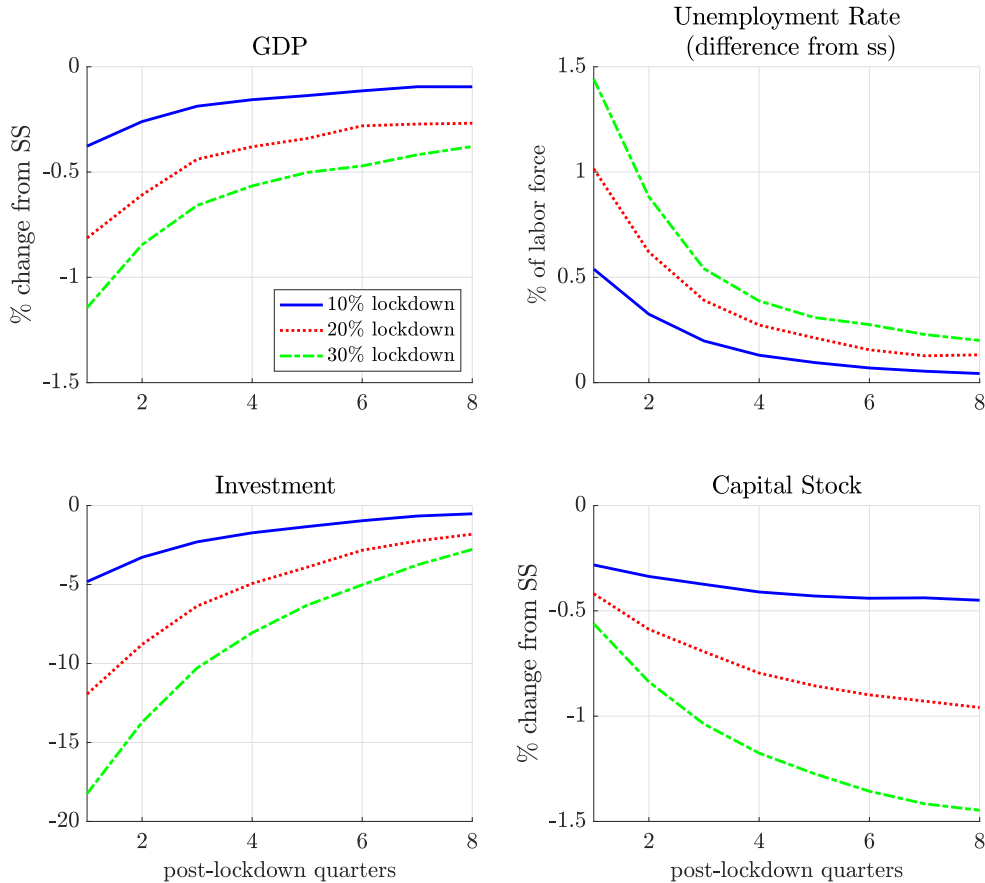 GDP
% change from SS
0
-0.5
-1
-1.5
2
4
6
8
10% lockdown
20% lockdown
30% lockdown
Unemployment Rate
(difference from ss)
% of labor force
1.5
1
0.5
0
2
4
6
8
Investment
0
-5
-10
-15
-20
2
4
6
8
post-lockdown quarters
Capital Stock
% change from SS
0
-0.5
-1
-1.5
2
4
6
8
post-lockdown quarters